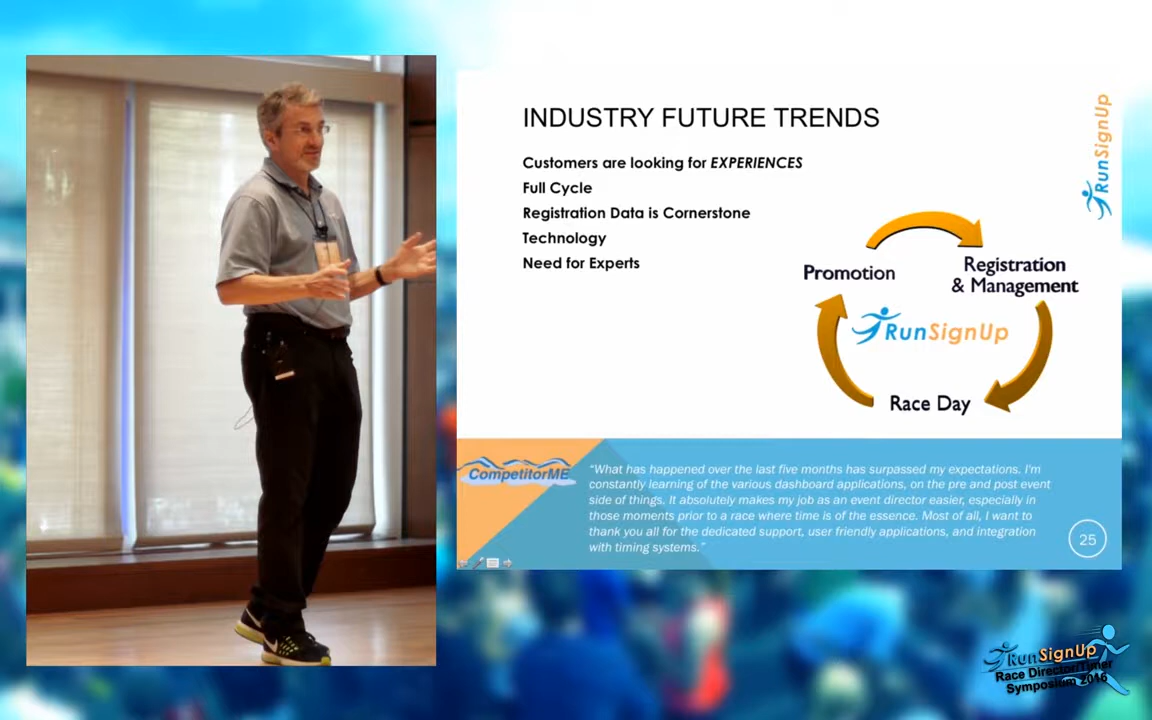 INDUSTRY FUTURE TRENDS
Customers are looking for EXPERIENCES
Full Cycle
Registration Data is Cornerstone
Technology
Need for Experts
RunSignUp
Promotion
Registration
& Management
RunSignUp
Race Day
CompetitorME
“What has happened over the last five months has surpassed my expectations. I'm
constantly learning of the various dashboard applications, on the pre and post event
side of things. It absolutely makes my job as an event director easier, especially in
those moments prior to a race where time is of the essence. Most of all, I want to
thank you all for the dedicated support, user friendly applications, and integration
with timing systems.”
25
RunSignUp
Race Director/Timer
Symposium 2016